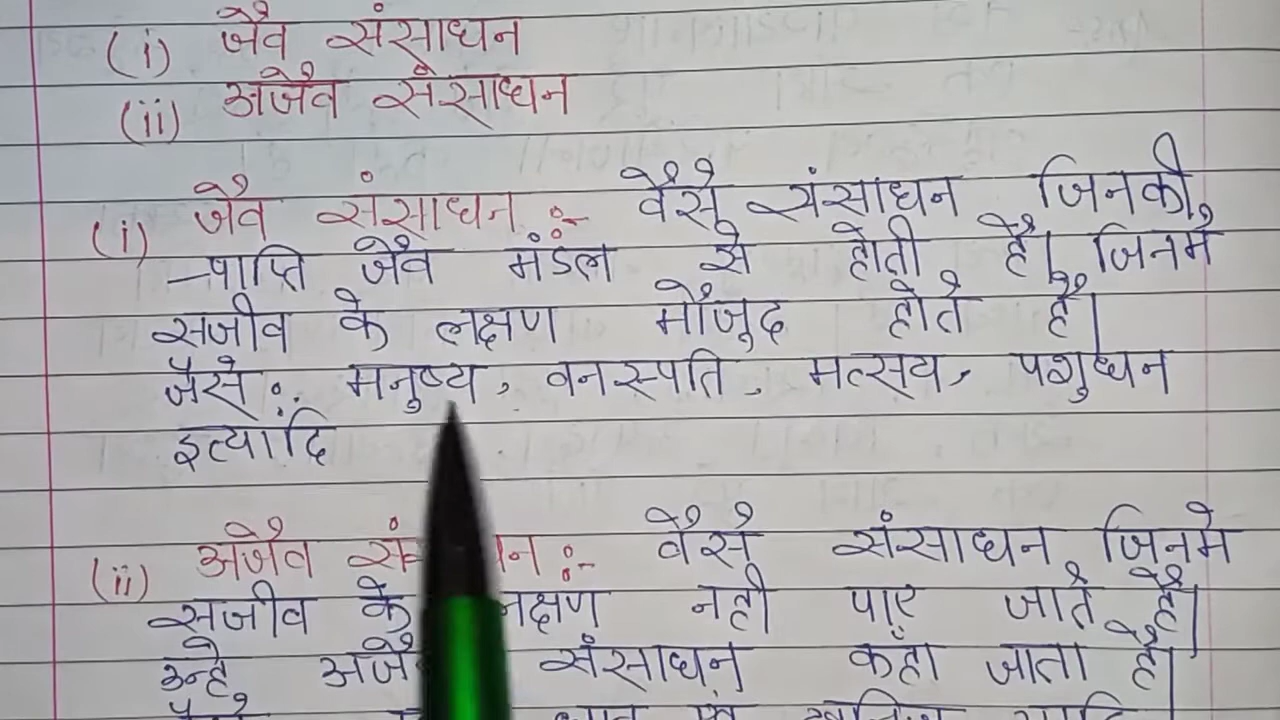 (i) जैव संसाधन
(ii) अजैव संसाधन
(i) जैव संसाधन :- वैसे संसाधन जिनकी
प्राप्ति जैव मंडल से होती है। जिनमें
सजीव के लक्षण मौजूद होते हैं।
जैसे : मनुष्य, वनस्पति, मत्सय, पशुधन
इत्यादि
(ii) अजैव :- वैसे संसाधन जिनमे
सजीव के नही पाए जाते है।
उन्हे संसाधन कहा जाता है।